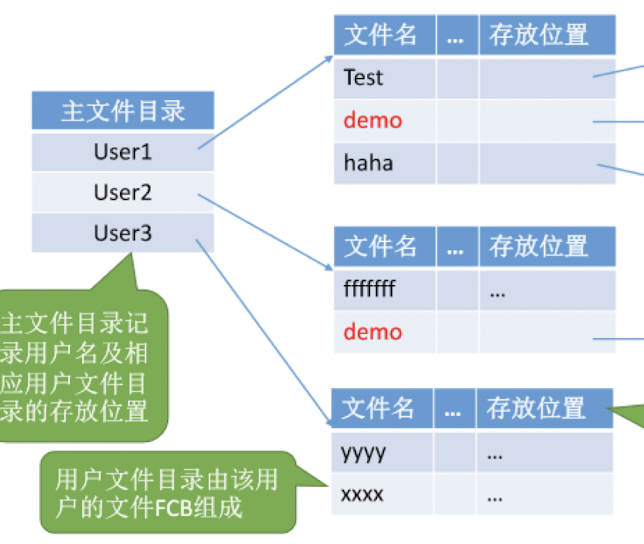 主文件目录
User1
User2
User3
主文件目录记
录用户名及相
应用户文件目
录的存放位置
文件名 ... 存放位置
Test
demo
haha
文件名 ... 存放位置
fffffff ...
demo
文件名 ... 存放位置
yyyy ...
xxxx ...
用户文件目录由该用
户的文件FCB组成